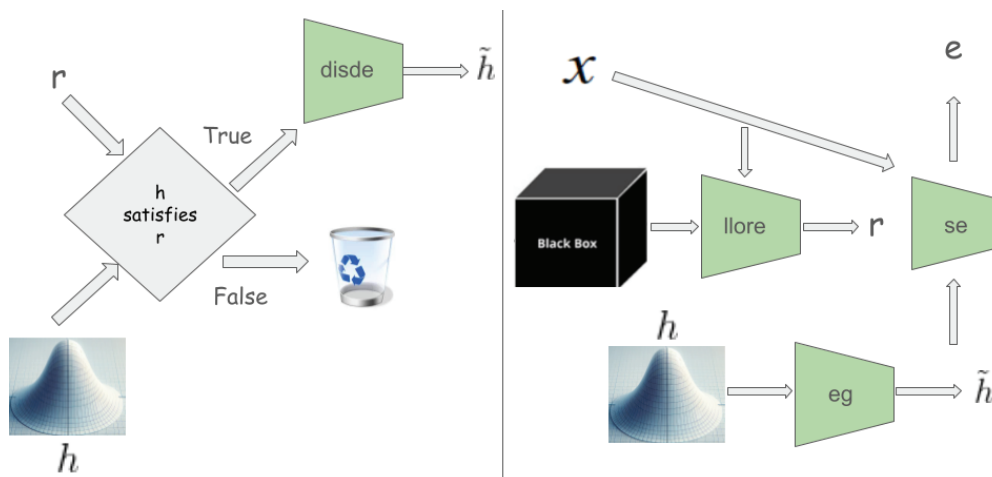 r
h
satisfies
r
True
False
disde
h̃
h
x
e
Black Box
llore
r
se
h
eg
h̃